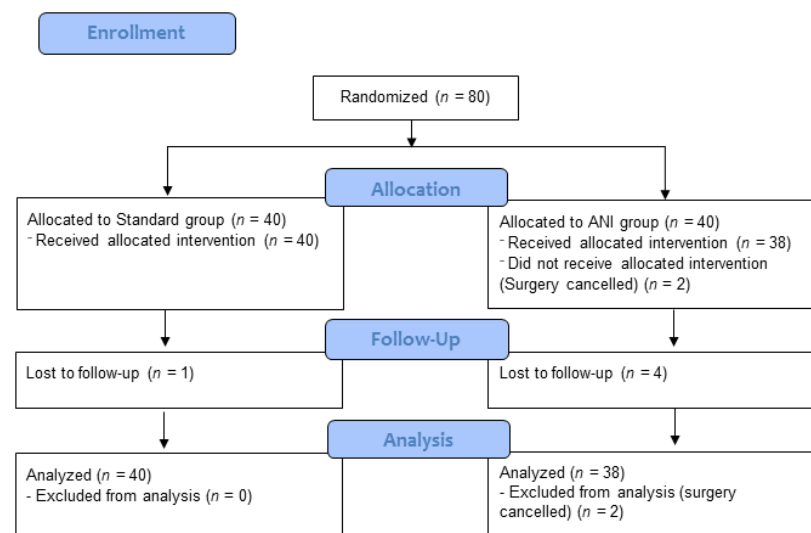 Enrollment
Randomized (n = 80)
Allocation
Allocated to Standard group (n = 40)
- Received allocated intervention (n = 40)
Allocated to ANI group (n = 40)
- Received allocated intervention (n = 38)
- Did not receive allocated intervention
(Surgery cancelled) (n = 2)
Follow-Up
Lost to follow-up (n = 1)
Lost to follow-up (n = 4)
Analysis
Analyzed (n = 40)
- Excluded from analysis (n = 0)
Analyzed (n = 38)
- Excluded from analysis (surgery
cancelled) (n = 2)